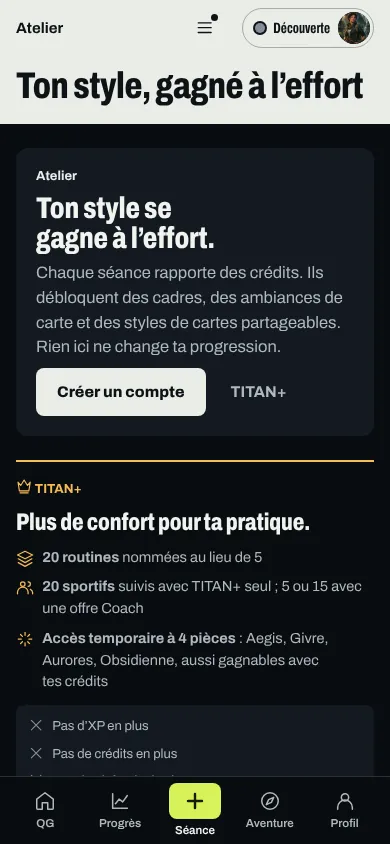 Atelier
Découverte
Ton style, gagné à l’effort
Atelier
Ton style se
gagne à l’effort.
Chaque séance rapporte des crédits. Ils
débloquent des cadres, des ambiances de
carte et des styles de cartes partageables.
Rien ici ne change ta progression.
Créer un compte
TITAN+
TITAN+
Plus de confort pour ta pratique.
20 routines nommées au lieu de 5
20 sportifs suivis avec TITAN+ seul ; 5 ou 15 avec
une offre Coach
Accès temporaire à 4 pièces : Aegis, Givre,
Aurores, Obsidienne, aussi gagnables avec
tes crédits
Pas d’XP en plus
Pas de crédits en plus
QG
Progrès
Séance
Aventure
Profil